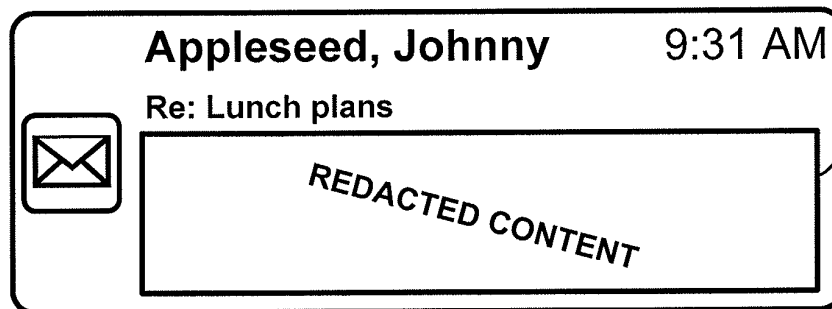 Appleseed, Johnny 9:31 AM
Re: Lunch plans
REDACTED CONTENT